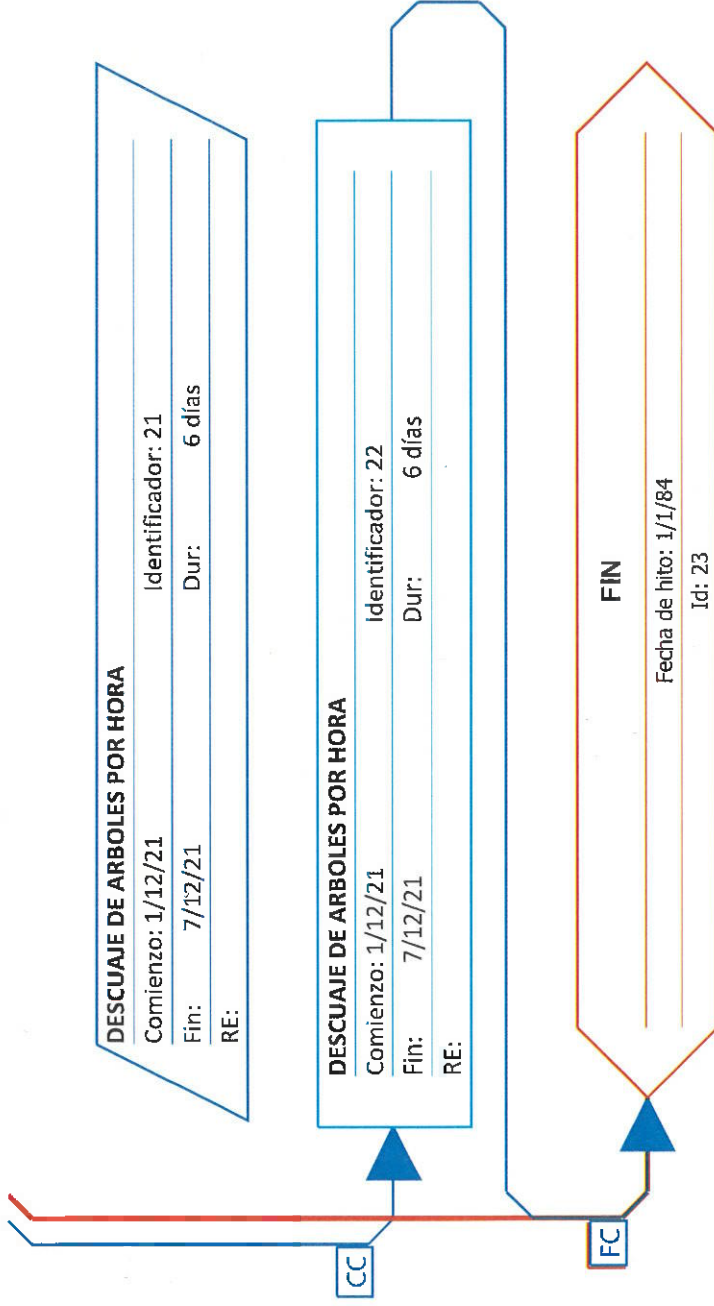 DESCUAJE DE ARBOLES POR HORA
Comienzo: 1/12/21 Identificador: 21
Fin: 7/12/21 Dur: 6 días
RE:
CC
DESCUAJE DE ARBOLES POR HORA
Comienzo: 1/12/21 Identificador: 22
Fin: 7/12/21 Dur: 6 días
RE:
FC
FIN
Fecha de hito: 1/1/84
Id: 23